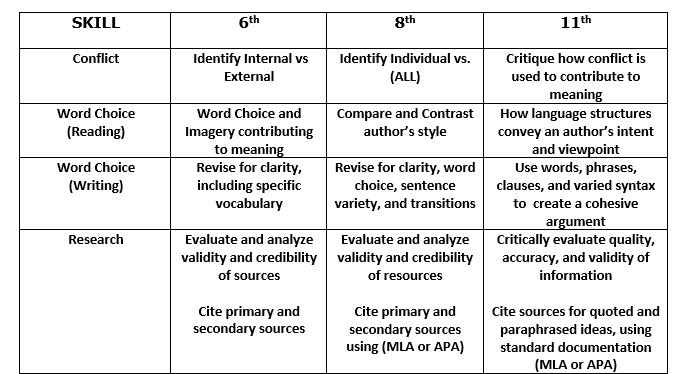 SKILL 6th 8th 11th
Conflict Identify Internal vs Identify Individual vs. Critique how conflict is
External (ALL) used to contribute to
meaning
Word Choice Word Choice and Compare and Contrast How language structures
(Reading) Imagery contributing author's style convey an author's intent
to meaning and viewpoint
Word Choice Revise for clarity, Revise for clarity, word Use words, phrases,
(Writing) including specific choice, sentence clauses, and varied syntax
vocabulary variety, and transitions to create a cohesive
argument
Research Evaluate and analyze Evaluate and analyze Critically evaluate quality,
validity and credibility validity and credibility accuracy, and validity of
of sources of resources information
Cite primary and Cite primary and Cite sources for quoted and
secondary sources secondary sources paraphrased ideas, using
using (MLA or APA) standard documentation
(MLA or APA)